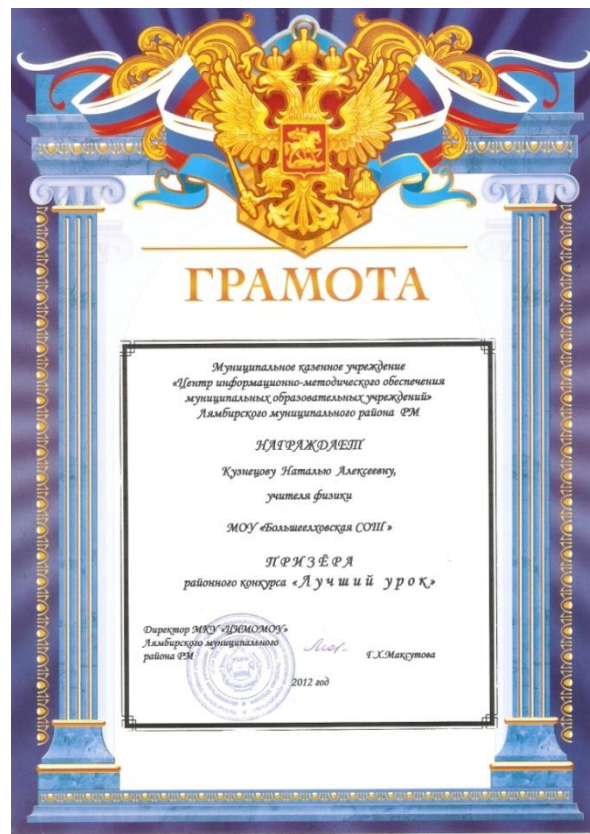 ГРАМОТА
Муниципальное казенное учреждение
«Центр информационно-методического обеспечения
муниципальных образовательных учреждений»
Лямбирского муниципального района РМ
НАГРАЖДАЕТ
Кузнецову Наталью Алексеевну,
учителя физики
МОУ «Большеелховская СОШ »
ПРИЗЁРА
районного конкурса «Лучший урок»
Директор МКУ «ЦИМОМОУ»
Лямбирского муниципального
района РМ Г.Х.Максутова
2012 год